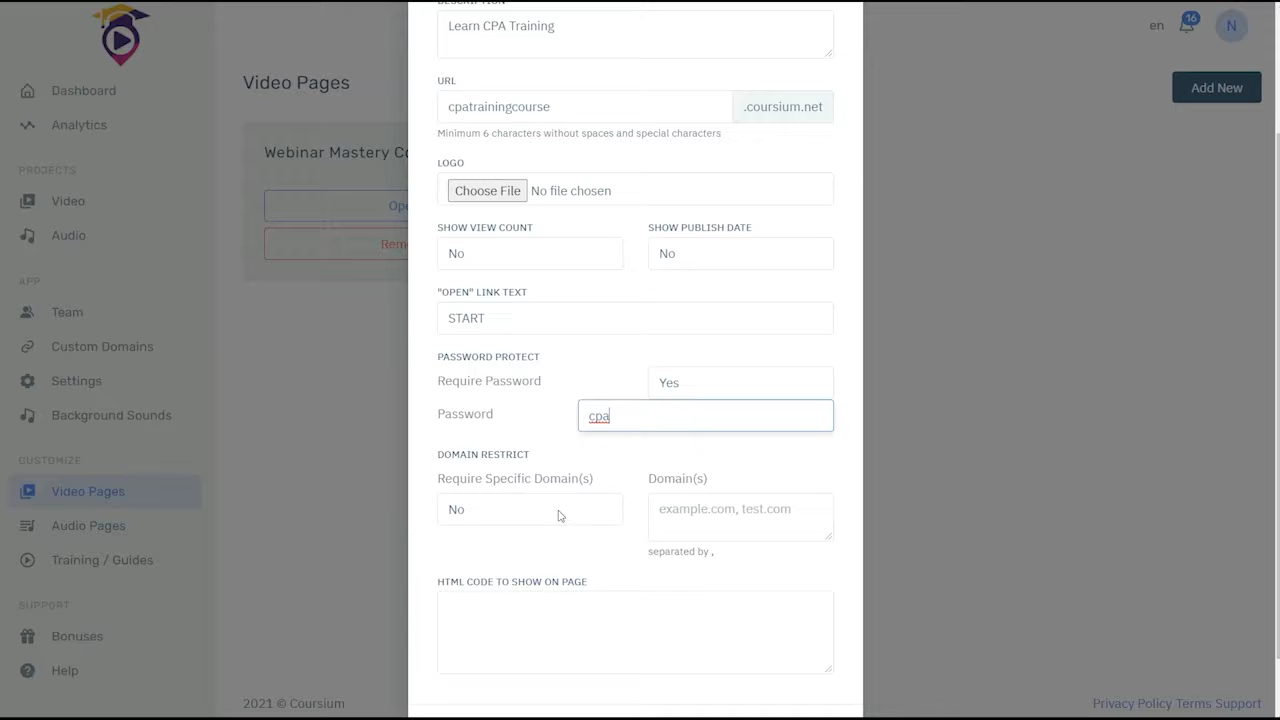 Learn CPA Training
URL
cpatrainingcourse
.coursium.net
Minimum 6 characters without spaces and special characters
LOGO
Choose File No file chosen
SHOW VIEW COUNT
SHOW PUBLISH DATE
No
No
"OPEN" LINK TEXT
START
PASSWORD PROTECT
Require Password
Yes
Password
cpa
DOMAIN RESTRICT
Require Specific Domain(s)
Domain(s)
No
example.com, test.com
separated by ,
HTML CODE TO SHOW ON PAGE
Dashboard
Analytics
PROJECTS
Video
Audio
APP
Team
Custom Domains
Settings
Background Sounds
CUSTOMIZE
Video Pages
Audio Pages
Training / Guides
SUPPORT
Bonuses
Help
Video Pages
en
16
N
Add New
Webinar Mastery
2021 © Coursium
Privacy Policy Terms Support